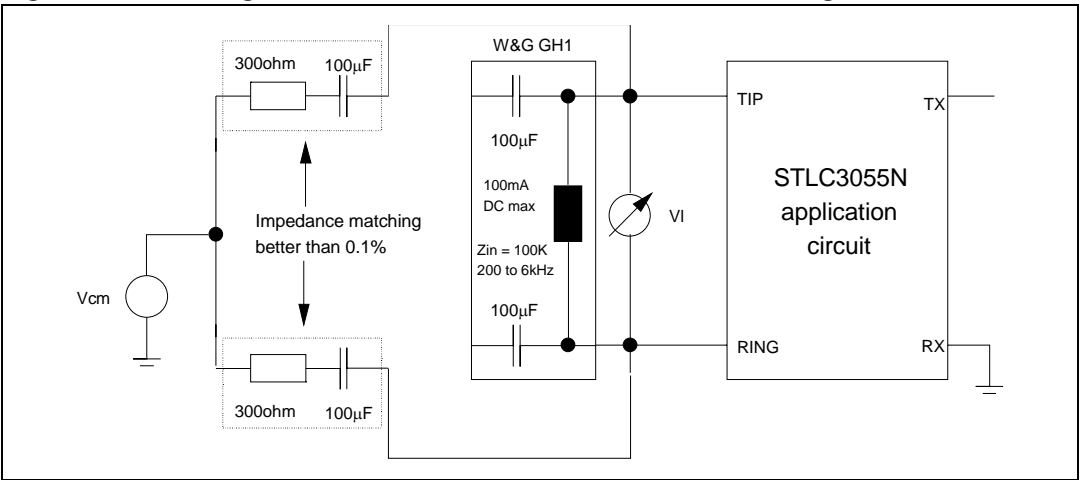 W&G GH1
300ohm
100μF
TIP
TX
100μF
100mA
DC max
STLC3055N
application
circuit
Impedance matching
better than 0.1%
VI
Zin = 100K
200 to 6kHz
Vcm
100μF
RING
RX
300ohm
100μF